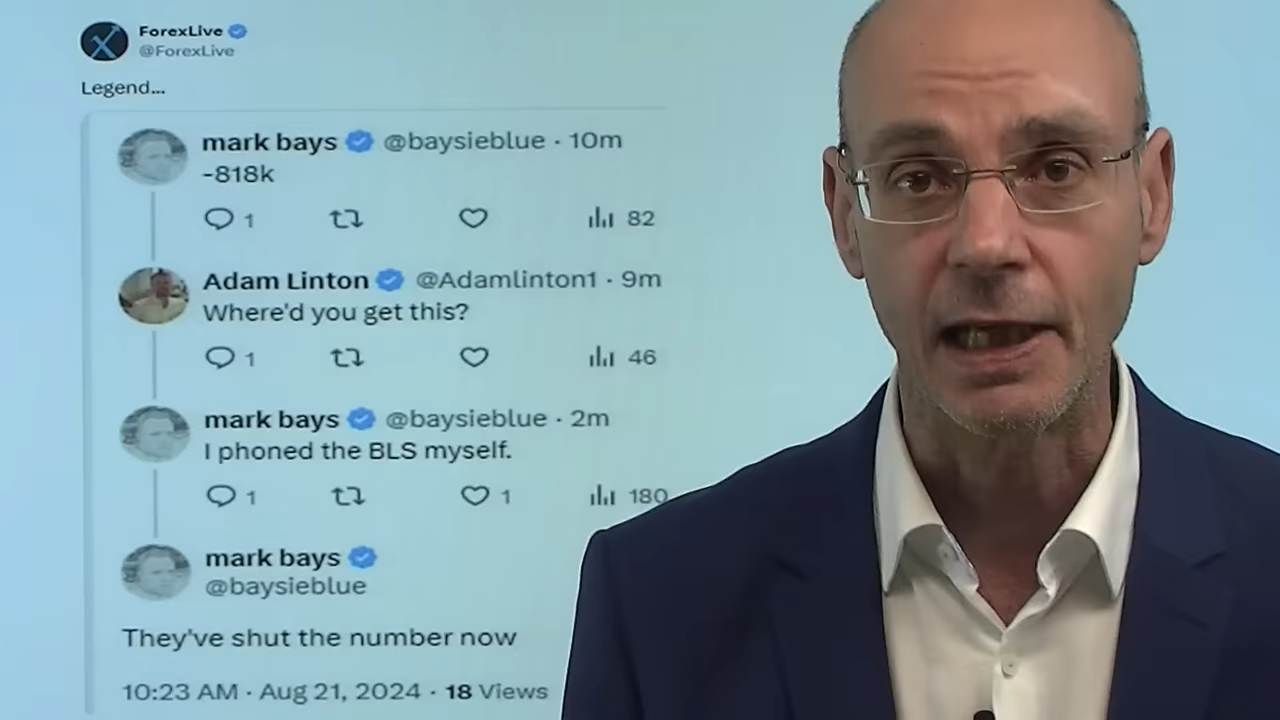 ForexLive
@ForexLive
Legend...
mark bays @baysieblue · 10m
-818k
1 82
Adam Linton @Adamlinton1 · 9m
Where'd you get this?
1 46
mark bays @baysieblue · 2m
I phoned the BLS myself.
1 1 180
mark bays
@baysieblue
They've shut the number now
10:23 AM · Aug 21, 2024 · 18 Views